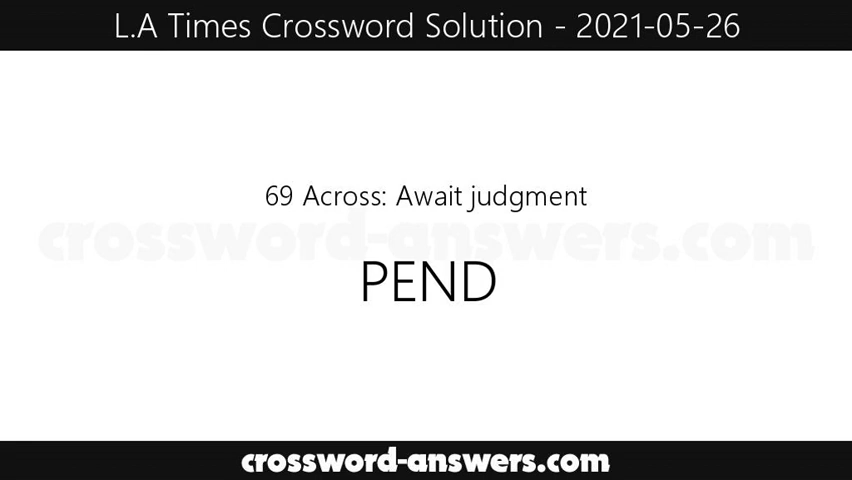 L.A Times Crossword Solution - 2021-05-26
69 Across: Await judgment
crossword-answers.com
PEND
crossword-answers.com